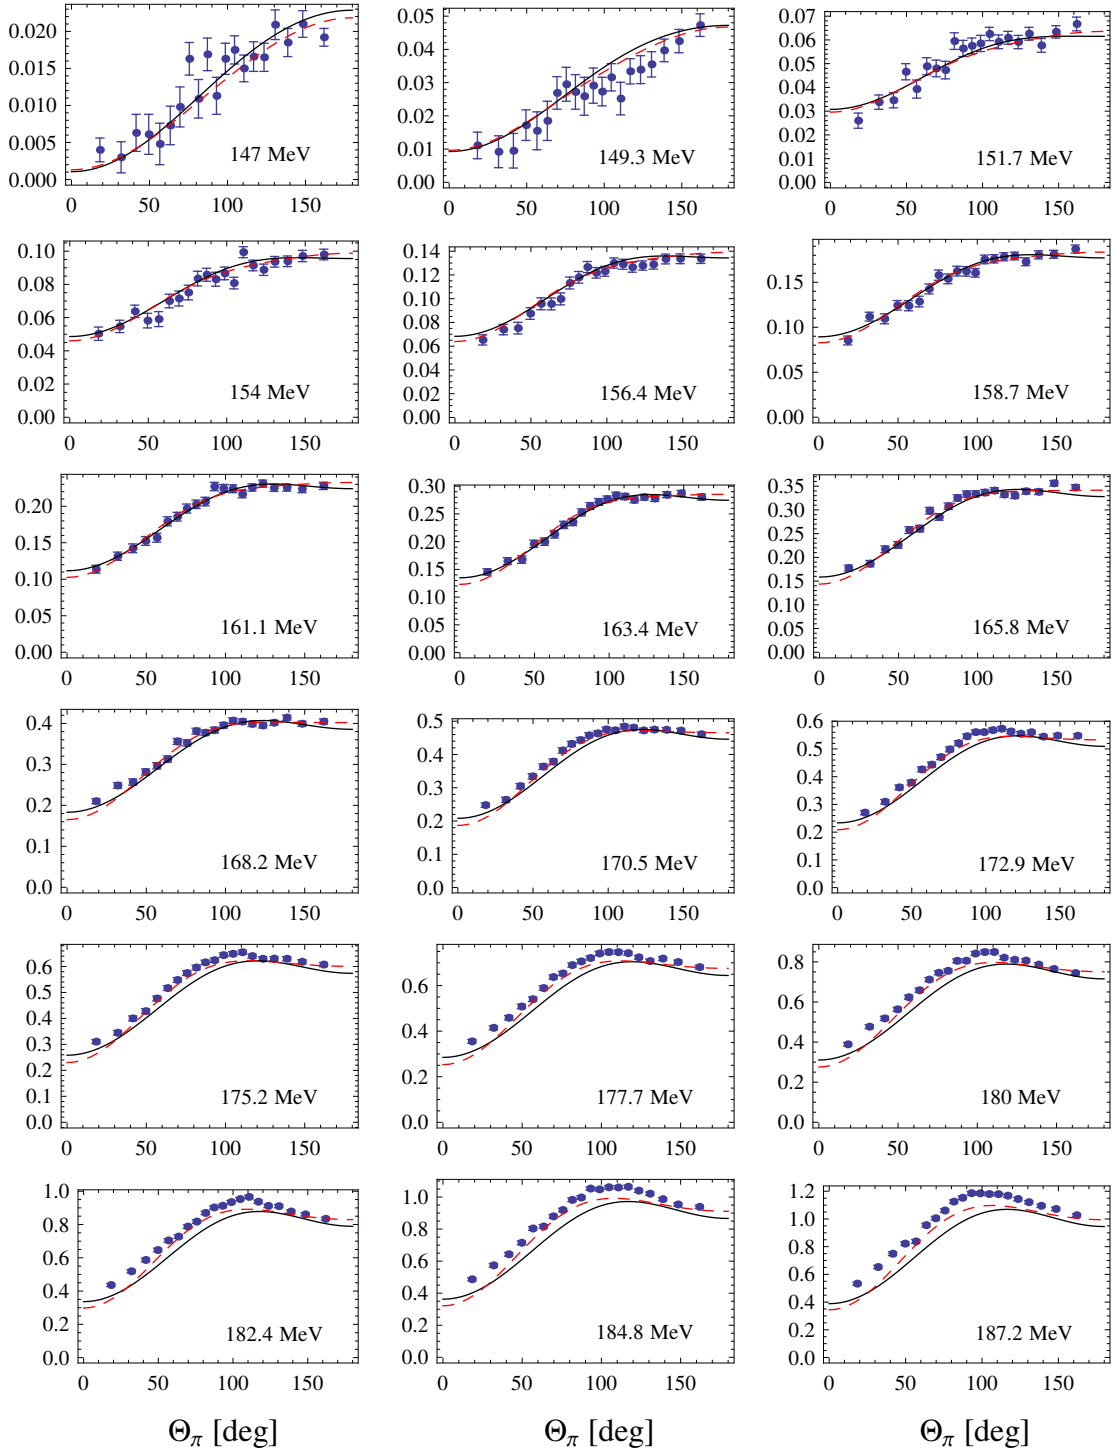 0.020
0.015
0.010
0.005
0.000
147 MeV
0 50 100 150
0.05
0.04
0.03
0.02
0.01
0.00
149.3 MeV
0 50 100 150
0.07
0.06
0.05
0.04
0.03
0.02
0.01
0.00
151.7 MeV
0 50 100 150
0.10
0.08
0.06
0.04
0.02
0.00
154 MeV
0 50 100 150
0.14
0.12
0.10
0.08
0.06
0.04
0.02
0.00
156.4 MeV
0 50 100 150
0.15
0.10
0.05
0.00
158.7 MeV
0 50 100 150
0.20
0.15
0.10
0.05
0.00
161.1 MeV
0 50 100 150
0.30
0.25
0.20
0.15
0.10
0.05
0.00
163.4 MeV
0 50 100 150
0.35
0.30
0.25
0.20
0.15
0.10
0.05
0.00
165.8 MeV
0 50 100 150
0.4
0.3
0.2
0.1
0.0
168.2 MeV
0 50 100 150
0.5
0.4
0.3
0.2
0.1
0.0
170.5 MeV
0 50 100 150
0.6
0.5
0.4
0.3
0.2
0.1
0.0
172.9 MeV
0 50 100 150
0.6
0.5
0.4
0.3
0.2
0.1
0.0
175.2 MeV
0 50 100 150
0.6
0.4
0.2
0.0
177.7 MeV
0 50 100 150
0.8
0.6
0.4
0.2
0.0
180 MeV
0 50 100 150
1.0
0.8
0.6
0.4
0.2
0.0
182.4 MeV
0 50 100 150
1.0
0.8
0.6
0.4
0.2
0.0
184.8 MeV
0 50 100 150
1.2
1.0
0.8
0.6
0.4
0.2
0.0
187.2 MeV
0 50 100 150
Θπ [deg]
Θπ [deg]
Θπ [deg]